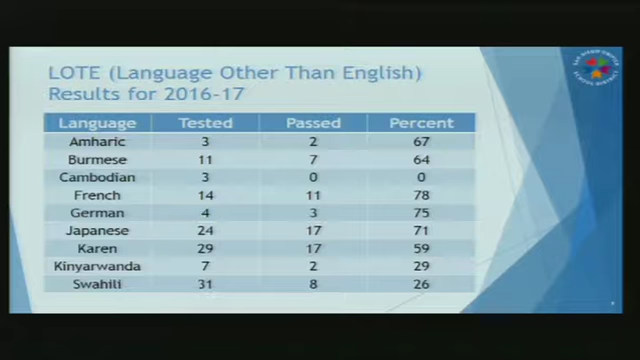 LOTE (Language Other Than English)
Results for 2016-17
Language Tested Passed Percent
Amharic 3 2 67
Burmese 11 7 64
Cambodian 3 0 0
French 14 11 78
German 4 3 75
Japanese 24 17 71
Karen 29 17 59
Kinyarwanda 7 2 29
Swahili 31 8 26